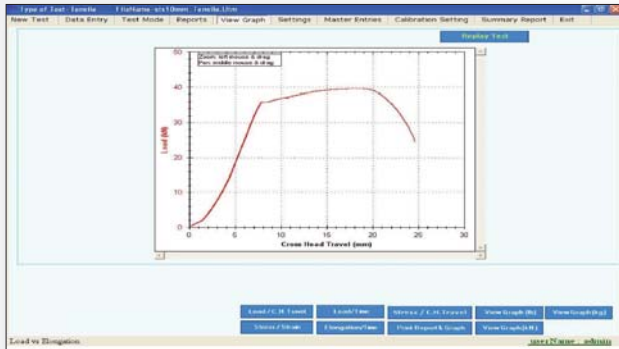 Type of Test: Tensile FileName: sts10mm_Tensile.Utm
New Test Data Entry Test Mode Reports View Graph Settings Master Entries Calibration Setting Summary Report Exit
Replay Test
Zoom: left mouse & drag
Pan: middle mouse & drag
Load (kN)
50
40
30
20
10
0
0 5 10 15 20 25 30
Cross Head Travel (mm)
Load / C.H. Travel Load/Time Stress / C.H. Travel View Graph (lb) View Graph (kg)
Stress / Strain Elongation/Time Print Report & Graph View Graph(kN)
Load vs Elongation userName : admin